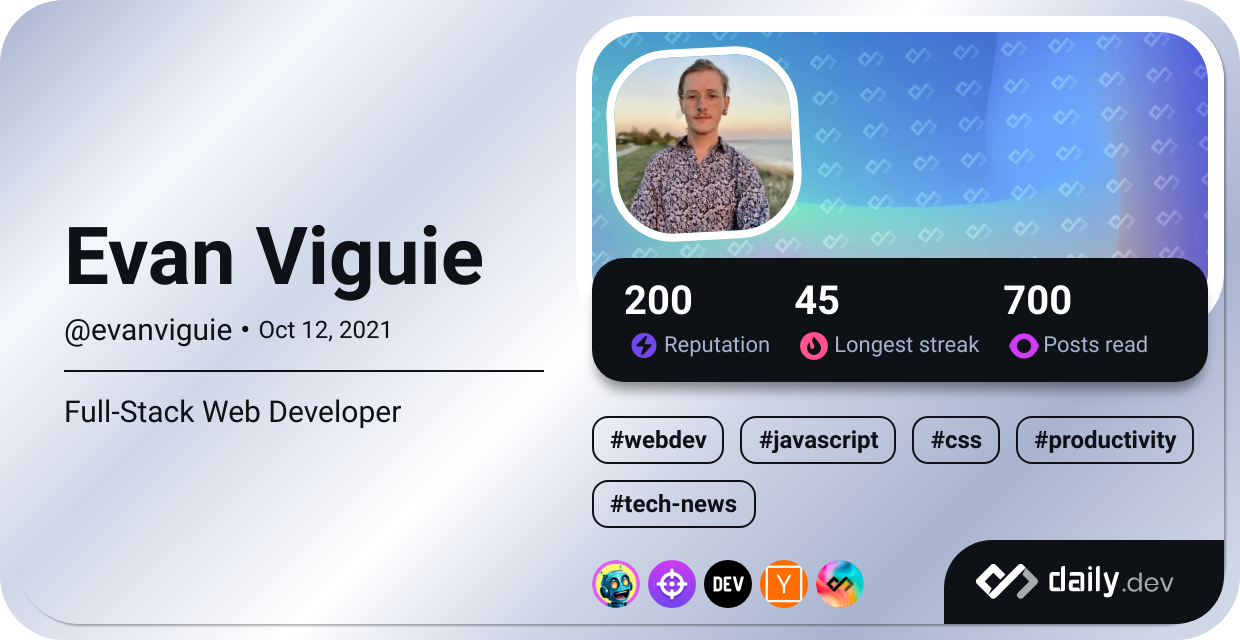 Evan Viguie
@evanviguie • Oct 12, 2021
Full-Stack Web Developer
200 45 700
Reputation Longest streak Posts read
#webdev #javascript #css #productivity
#tech-news
DEV Y
daily.dev